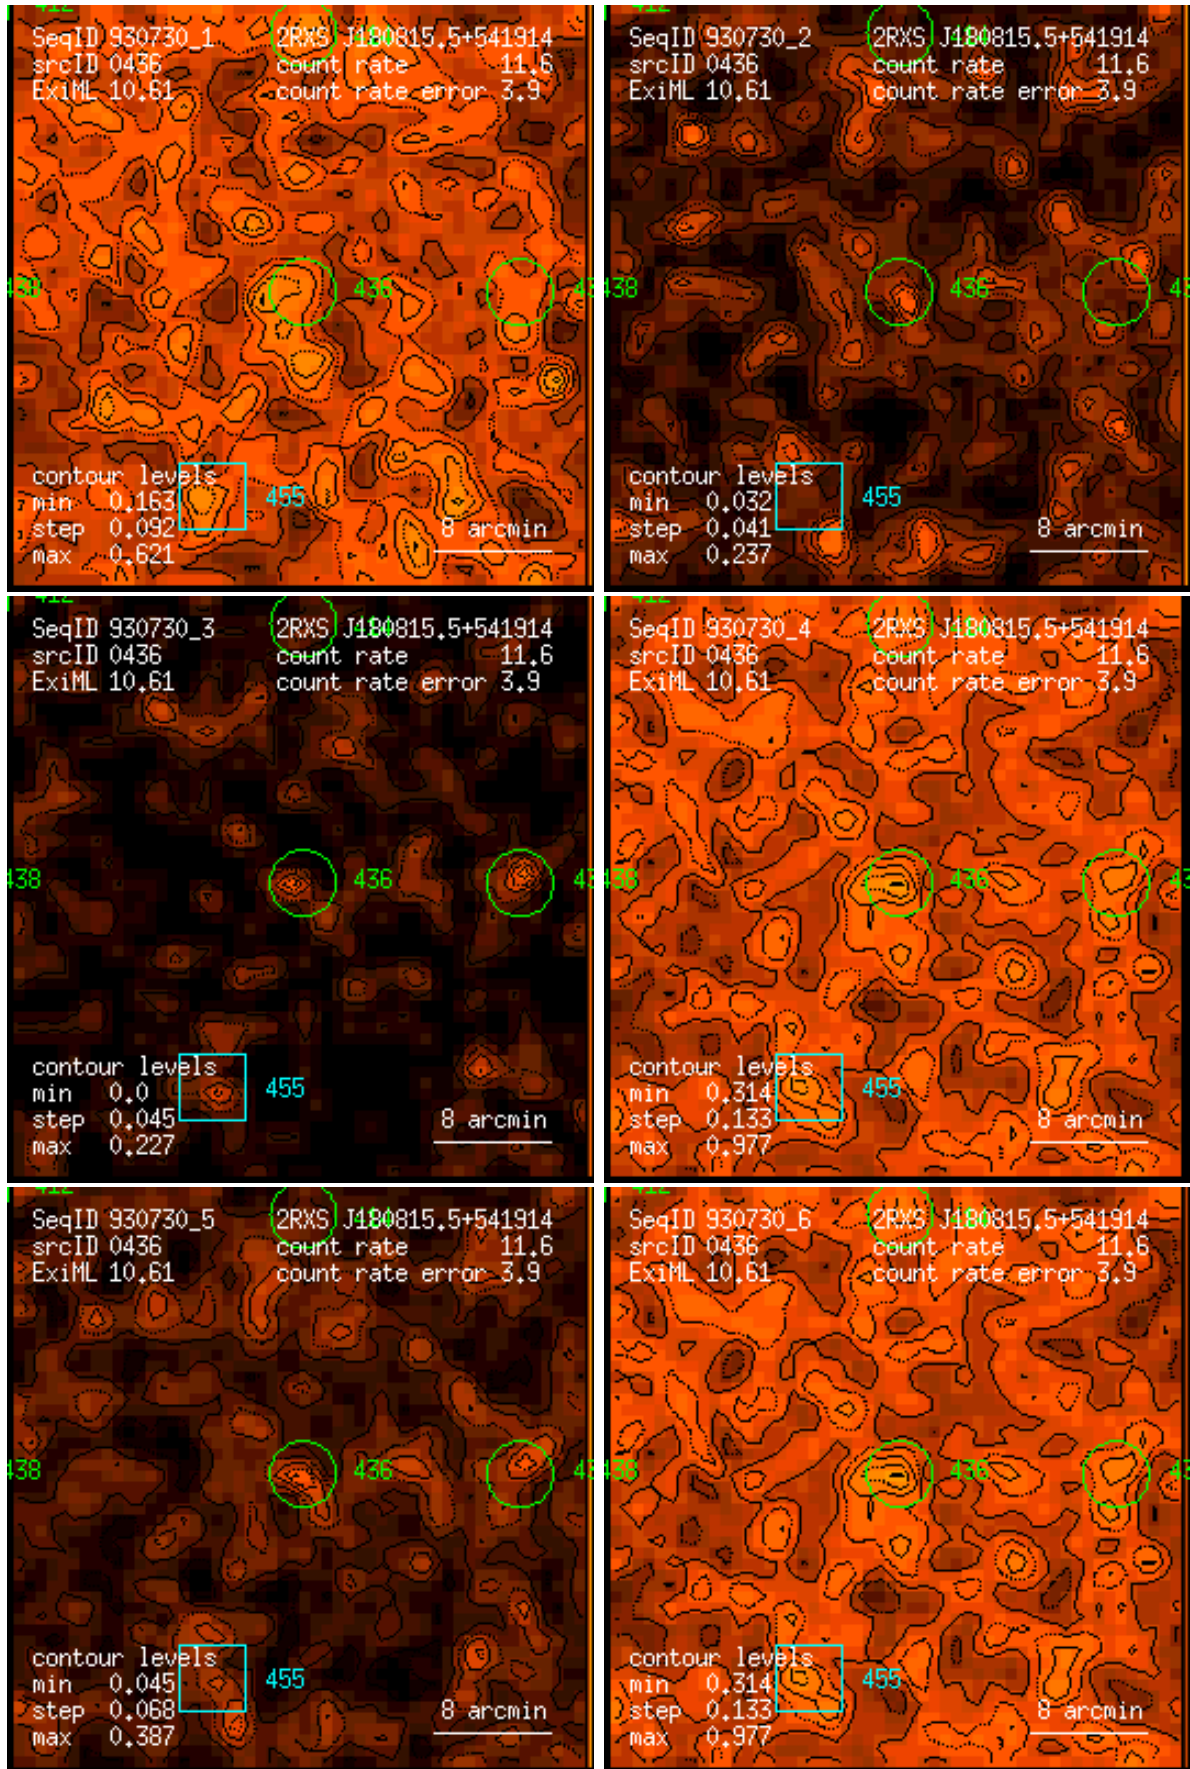 412
SeqID 930730_1 2RXS J180815.5+541914
srcID 0436 count rate 11.6
ExiML 10.61 count rate error 3.9
438 436
contour levels
min 0.163 455
step 0.092 8 arcmin
max 0.621
412
SeqID 930730_2 2RXS J180815.5+541914
srcID 0436 count rate 11.6
ExiML 10.61 count rate error 3.9
438 436
contour levels
min 0.032 455
step 0.041 8 arcmin
max 0.237
412
SeqID 930730_3 2RXS J180815.5+541914
srcID 0436 count rate 11.6
ExiML 10.61 count rate error 3.9
438 436
contour levels
min 0.0 455
step 0.045 8 arcmin
max 0.227
412
SeqID 930730_4 2RXS J180815.5+541914
srcID 0436 count rate 11.6
ExiML 10.61 count rate error 3.9
438 436
contour levels
min 0.314 455
step 0.133 8 arcmin
max 0.977
412
SeqID 930730_5 2RXS J180815.5+541914
srcID 0436 count rate 11.6
ExiML 10.61 count rate error 3.9
438 436
contour levels
min 0.045 455
step 0.068 8 arcmin
max 0.387
412
SeqID 930730_6 2RXS J180815.5+541914
srcID 0436 count rate 11.6
ExiML 10.61 count rate error 3.9
438 436
contour levels
min 0.314 455
step 0.133 8 arcmin
max 0.977